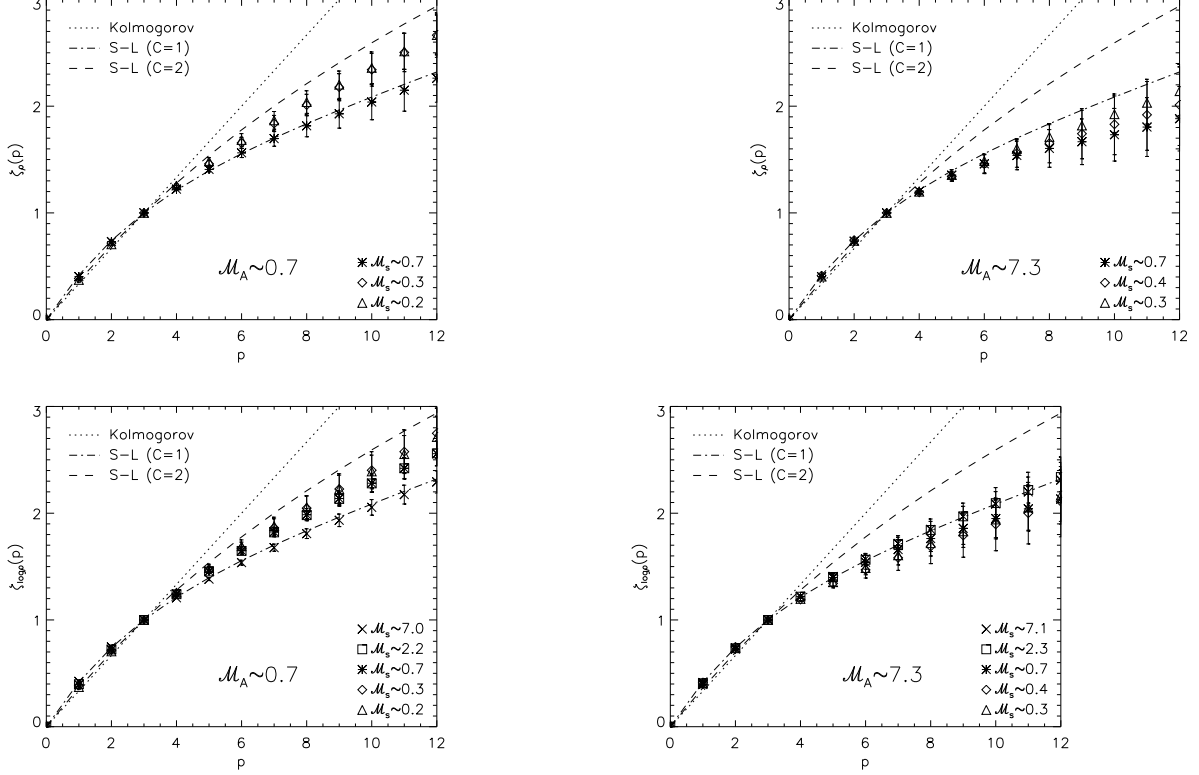 3
Kolmogorov
S−L (C=1)
S−L (C=2)
2
ζρ(p)
1
ℳA~0.7
ℳs~0.7
ℳs~0.3
ℳs~0.2
0
0 2 4 6 8 10 12
p
3
Kolmogorov
S−L (C=1)
S−L (C=2)
2
ζρ(p)
1
ℳA~7.3
ℳs~0.7
ℳs~0.4
ℳs~0.3
0
0 2 4 6 8 10 12
p
3
Kolmogorov
S−L (C=1)
S−L (C=2)
2
ζlogρ(p)
1
ℳs~7.0
ℳs~2.2
ℳA~0.7
ℳs~0.7
ℳs~0.3
ℳs~0.2
0
0 2 4 6 8 10 12
p
3
Kolmogorov
S−L (C=1)
S−L (C=2)
2
ζlogρ(p)
1
ℳs~7.1
ℳs~2.3
ℳA~7.3
ℳs~0.7
ℳs~0.4
ℳs~0.3
0
0 2 4 6 8 10 12
p